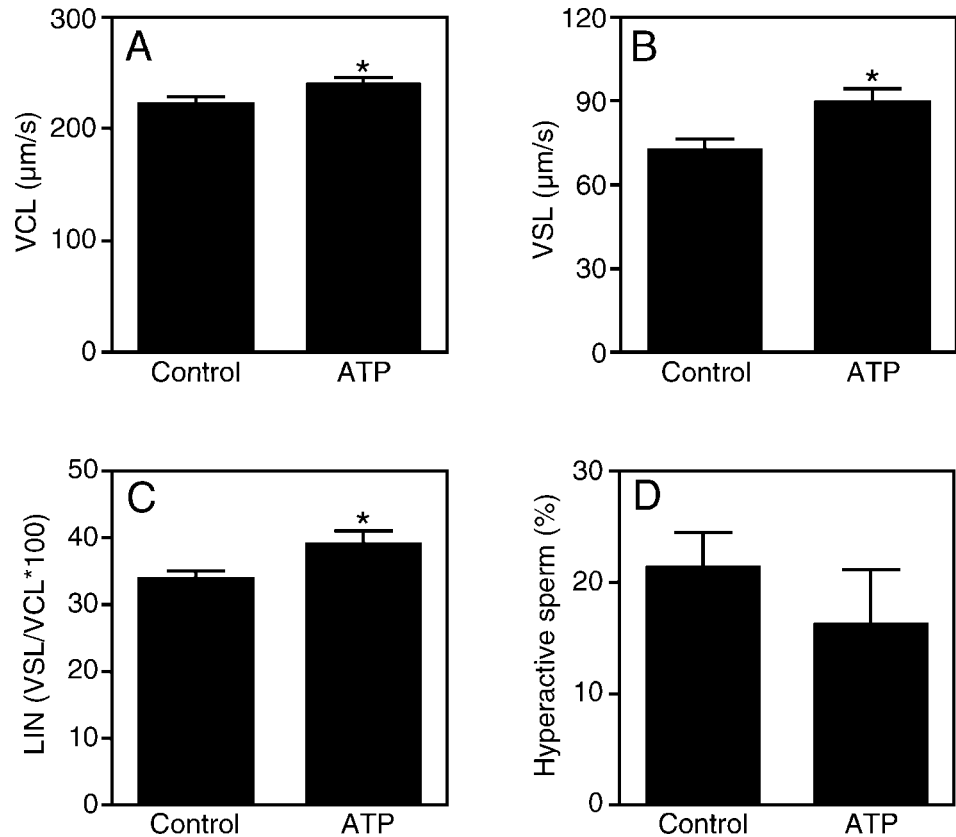 A
VCL (µm/s)
300
200
100
0
*
Control ATP
B
VSL (µm/s)
120
90
60
30
0
*
Control ATP
C
LIN (VSL/VCL*100)
50
40
30
20
10
0
*
Control ATP
D
Hyperactive sperm (%)
30
20
10
0
Control ATP